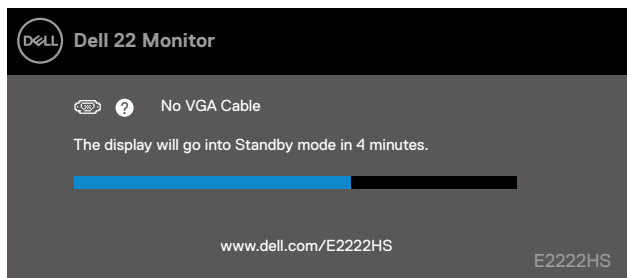 DELL Dell 22 Monitor
? No VGA Cable
The display will go into Standby mode in 4 minutes.
www.dell.com/E2222HS
E2222HS